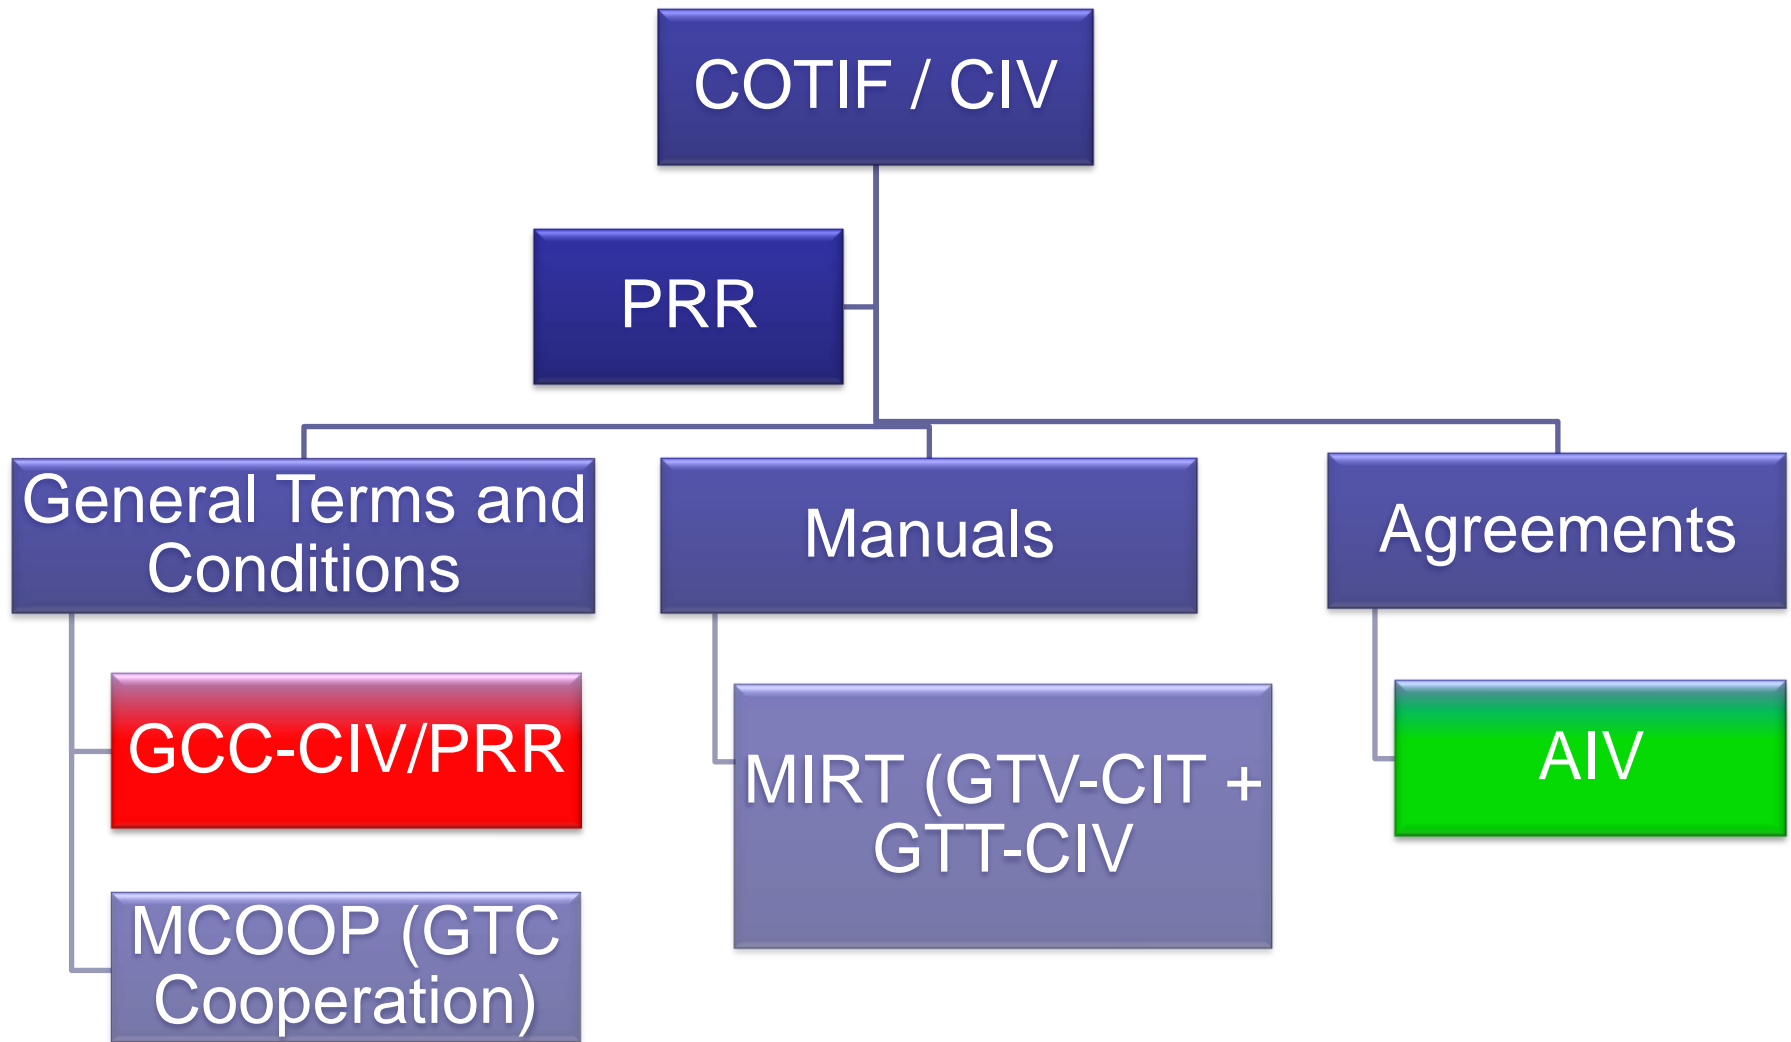 COTIF / CIV
PRR
General Terms and
Conditions
Manuals
Agreements
GCC-CIV/PRR
MIRT (GTV-CIT +
GTT-CIV
AIV
MCOOP (GTC
Cooperation)